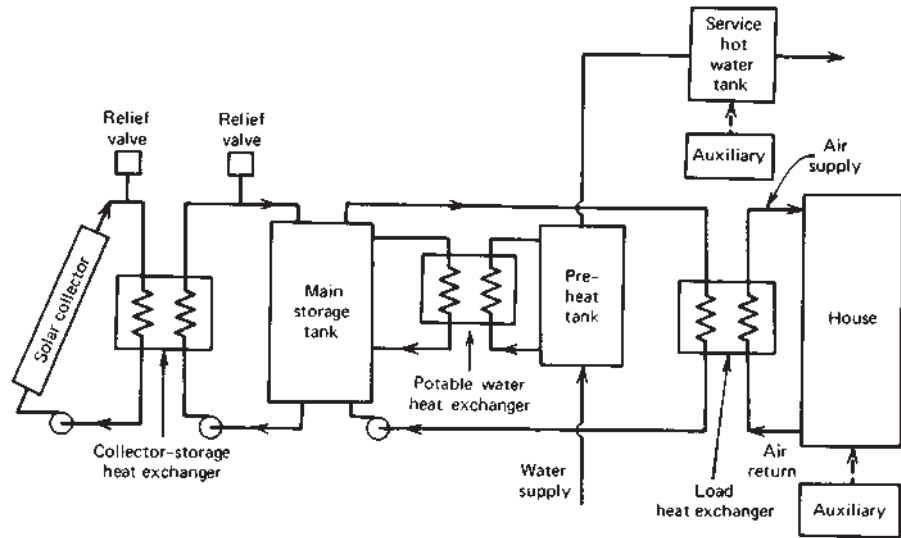 Service
hot
water
tank
Relief
valve
Relief
valve
Auxiliary
Air
supply
Solar collector
Main
storage
tank
Pre-
heat
tank
House
Potable water
heat exchanger
Collector-storage
heat exchanger
Water
supply
Load
heat exchanger
Air
return
Auxiliary